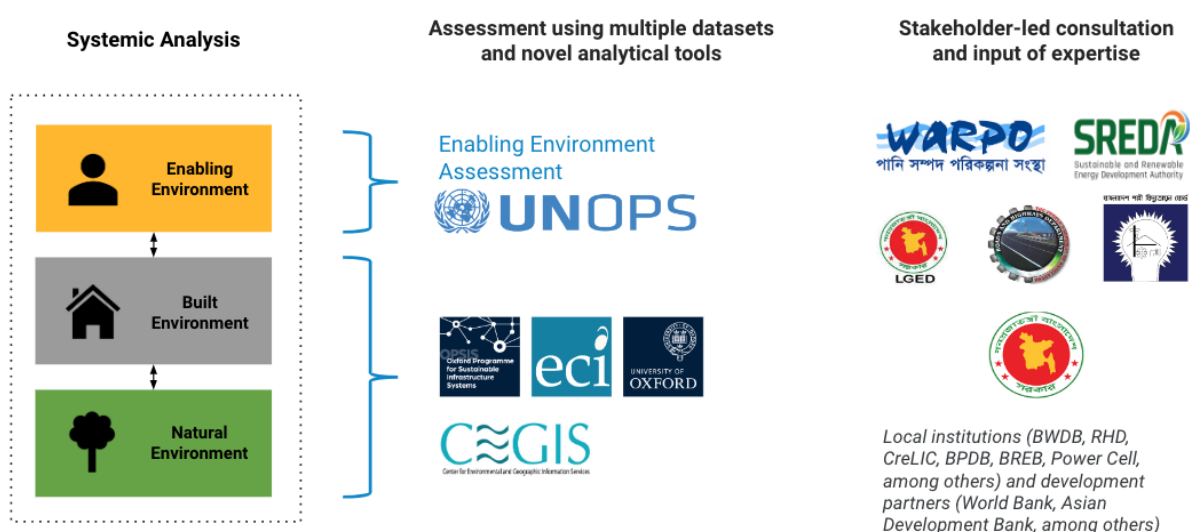 Systemic Analysis
Assessment using multiple datasets
and novel analytical tools
Stakeholder-led consultation
and input of expertise
Enabling
Environment
Built
Environment
Natural
Environment
Enabling Environment
Assessment
UNOPS
OPSIS
Oxford Programme
for Sustainable
Infrastructure
Systems
eci
UNIVERSITY OF
OXFORD
CEGIS
Center for Environmental and Geographic Information Services
WARPO
পানি সম্পদ পরিকল্পনা সংস্থা
SREDA
Sustainable and Renewable
Energy Development Authority
LGED
গণপ্রজাতন্ত্রী বাংলাদেশ
সরকার
Local institutions (BWDB, RHD,
CreLIC, BPDB, BREB, Power Cell,
among others) and development
partners (World Bank, Asian
Development Bank, among others)